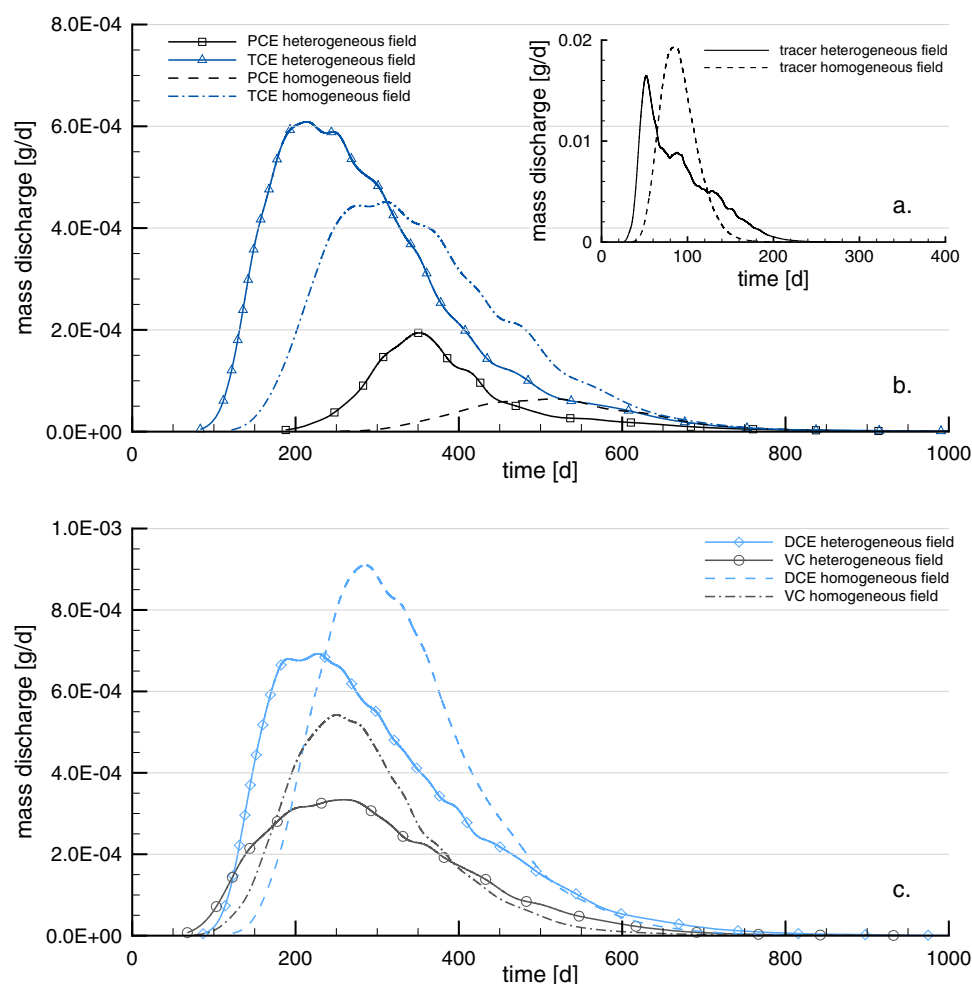 8.0E-04
6.0E-04
4.0E-04
2.0E-04
0.0E+00
mass discharge [g/d]
PCE heterogeneous field
TCE heterogeneous field
PCE homogeneous field
TCE homogeneous field
0.02
0.01
0
mass discharge [g/d]
tracer heterogeneous field
tracer homogeneous field
a.
0 100 200 300 400
time [d]
b.
0 200 400 600 800 1000
time [d]
1.0E-03
8.0E-04
6.0E-04
4.0E-04
2.0E-04
0.0E+00
mass discharge [g/d]
DCE heterogeneous field
VC heterogeneous field
DCE homogeneous field
VC homogeneous field
c.
0 200 400 600 800 1000
time [d]